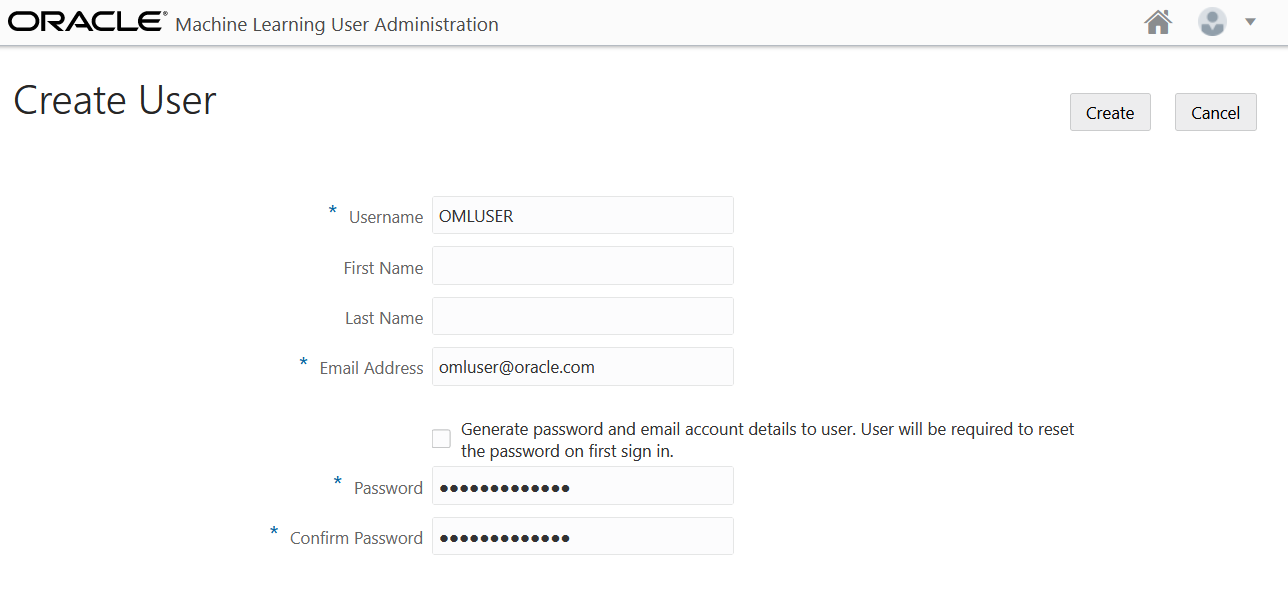 ORACLE® Machine Learning User Administration
Create User
Create Cancel
* Username OMLUSER
First Name
Last Name
* Email Address omluser@oracle.com
Generate password and email account details to user. User will be required to reset
the password on first sign in.
* Password •••••••••••••
* Confirm Password •••••••••••••